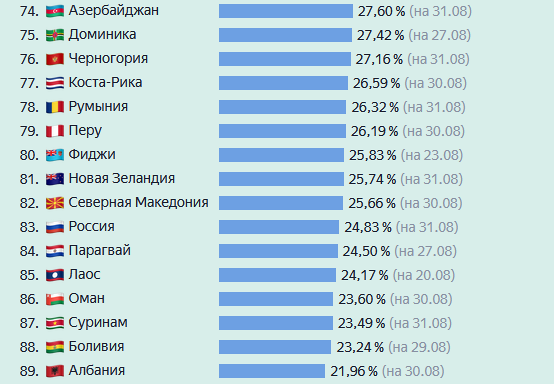 74. Азербайджан 27,60 % (на 31.08)
75. Доминика 27,42 % (на 27.08)
76. Черногория 27,16 % (на 31.08)
77. Коста-Рика 26,59 % (на 30.08)
78. Румыния 26,32 % (на 31.08)
79. Перу 26,19 % (на 30.08)
80. Фиджи 25,83 % (на 23.08)
81. Новая Зеландия 25,74 % (на 31.08)
82. Северная Македония 25,66 % (на 30.08)
83. Россия 24,83 % (на 31.08)
84. Парагвай 24,50 % (на 27.08)
85. Лаос 24,17 % (на 20.08)
86. Оман 23,60 % (на 30.08)
87. Суринам 23,49 % (на 31.08)
88. Боливия 23,24 % (на 29.08)
89. Албания 21,96 % (на 30.08)